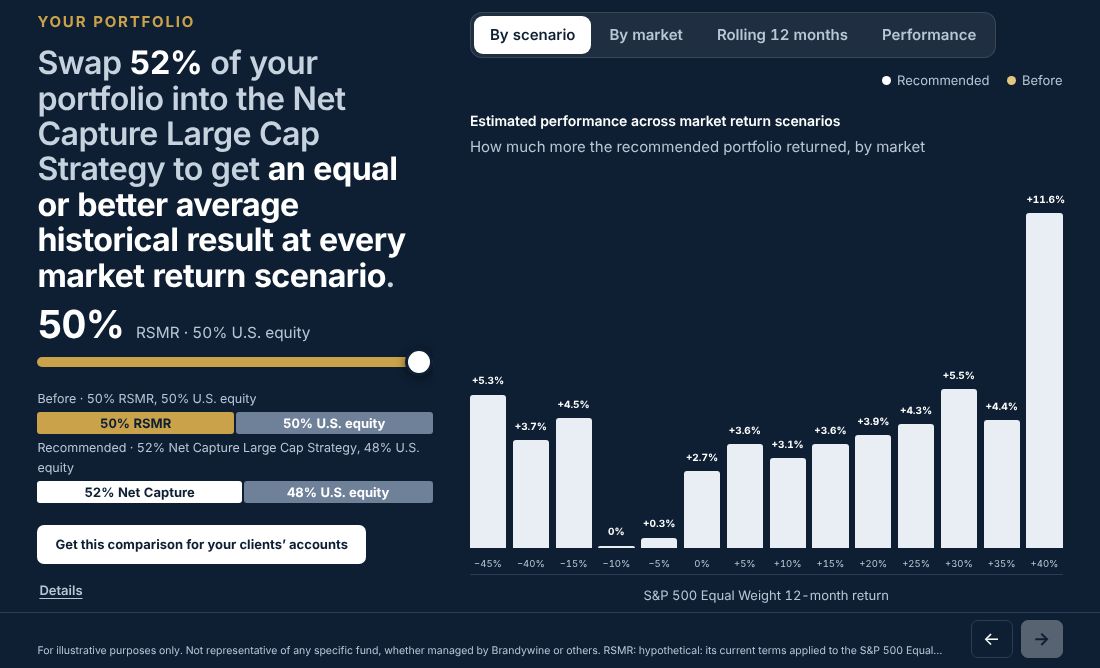 YOUR PORTFOLIO
Swap 52% of your
portfolio into the Net
Capture Large Cap
Strategy to get an equal
or better average
historical result at every
market return scenario.
50% RSMR · 50% U.S. equity
Before · 50% RSMR, 50% U.S. equity
50% RSMR 50% U.S. equity
Recommended · 52% Net Capture Large Cap Strategy, 48% U.S.
equity
52% Net Capture 48% U.S. equity
Get this comparison for your clients’ accounts
Details
By scenario By market Rolling 12 months Performance
Recommended Before
Estimated performance across market return scenarios
How much more the recommended portfolio returned, by market
+5.3% +3.7% +4.5% 0% +0.3% +2.7% +3.6% +3.1% +3.6% +3.9% +4.3% +5.5% +4.4% +11.6%
−45% −40% −15% −10% −5% 0% +5% +10% +15% +20% +25% +30% +35% +40%
S&P 500 Equal Weight 12-month return
For illustrative purposes only. Not representative of any specific fund, whether managed by Brandywine or others. RSMR: hypothetical: its current terms applied to the S&P 500 Equal...